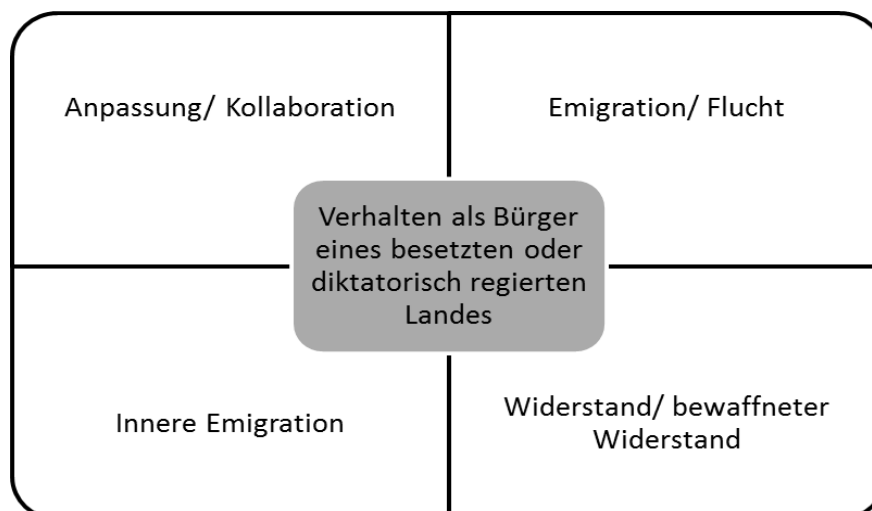 Anpassung/ Kollaboration
Emigration/ Flucht
Verhalten als Bürger
eines besetzten oder
diktatorisch regierten
Landes
Innere Emigration
Widerstand/ bewaffneter
Widerstand